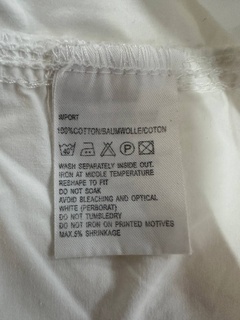 IMPORT
100%COTTON/BAUMWOLLE/COTON
WASH SEPARATELY INSIDE OUT.
IRON AT MIDDLE TEMPERATURE
RESHAPE TO FIT
DO NOT SOAK
AVOID BLEACHING AND OPTICAL
WHITE (PERBORAT)
DO NOT TUMBLEDRY
DO NOT IRON ON PRINTED MOTIVES
MAX.5% SHRINKAGE